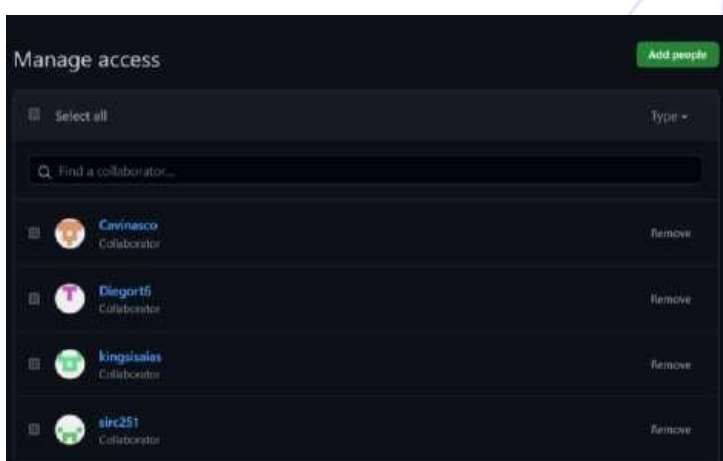 Manage access
Add people
Select all
Type
Find a collaborator...
Cavinasco
Collaborator
Remove
Diegort6
Collaborator
Remove
kingsisaias
Collaborator
Remove
sirc251
Collaborator
Remove